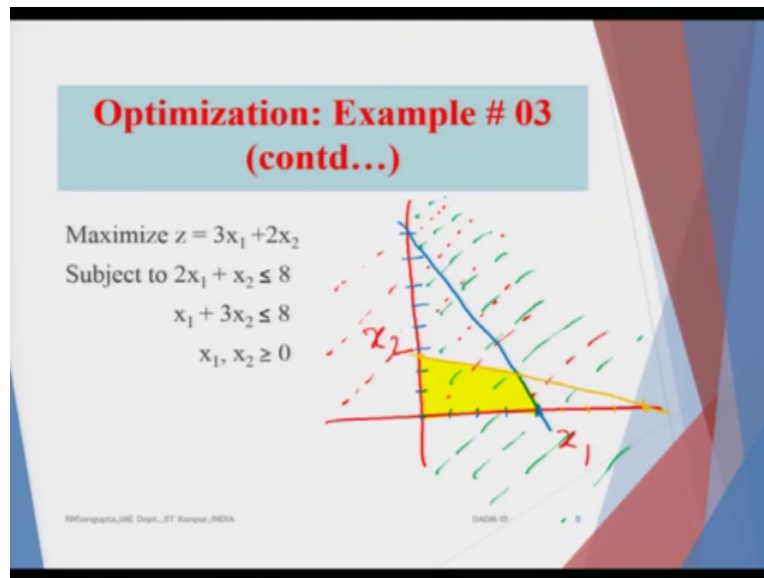 Optimization: Example # 03
(contd...)
Maximize z = 3x₁ +2x₂
Subject to 2x₁ + x₂ ≤ 8
x₁ + 3x₂ ≤ 8
x₁, x₂ ≥ 0
x₂
x₁
RNSengupta,IME Dept.,IIT Kanpur,INDIA
DADM-III
8